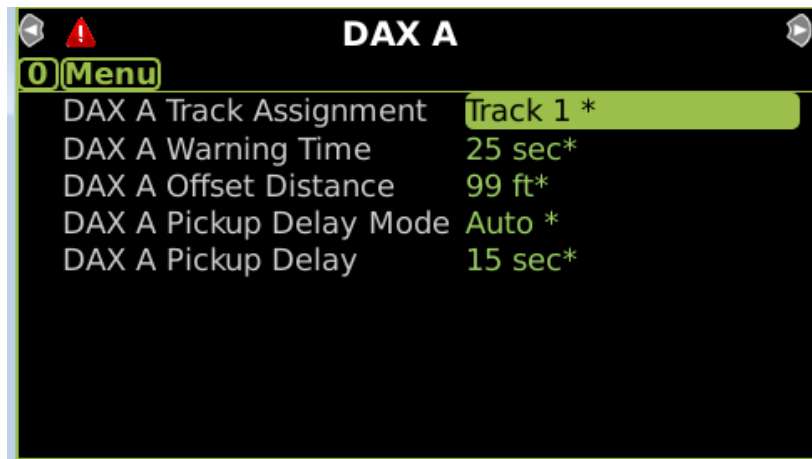 DAX A
0 Menu
DAX A Track Assignment Track 1 *
DAX A Warning Time 25 sec*
DAX A Offset Distance 99 ft*
DAX A Pickup Delay Mode Auto *
DAX A Pickup Delay 15 sec*